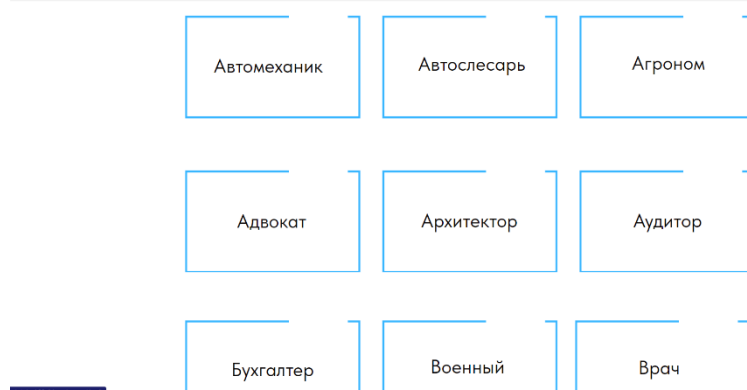 Автомеханик
Автослесарь
Агроном
Адвокат
Архитектор
Аудитор
Бухгалтер
Военный
Врач